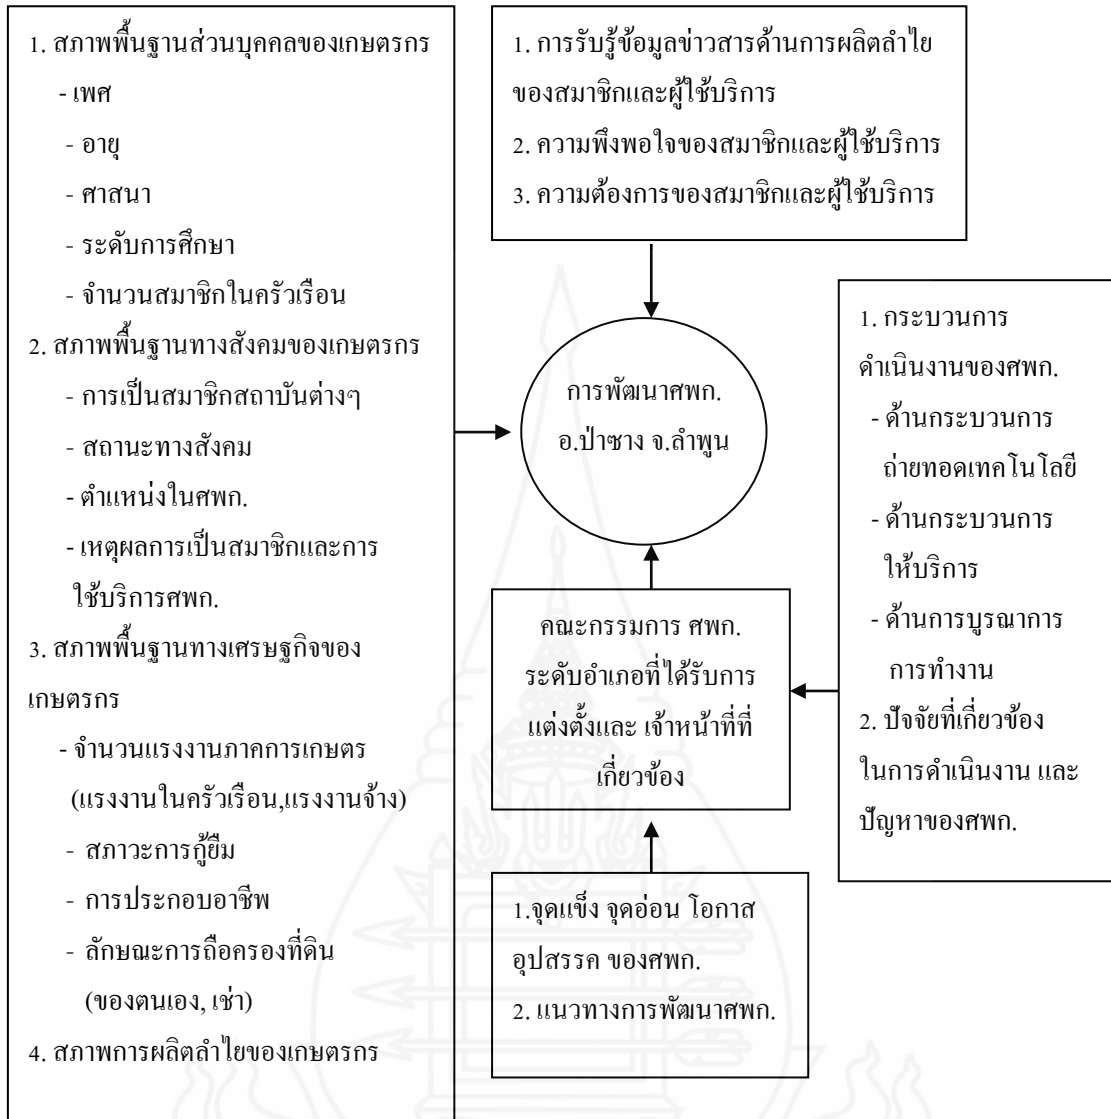 1. สภาพพื้นฐานส่วนบุคคลของเกษตรกร
- เพศ
- อายุ
- ศาสนา
- ระดับการศึกษา
- จำนวนสมาชิกในครัวเรือน
2. สภาพพื้นฐานทางสังคมของเกษตรกร
- การเป็นสมาชิกสถาบันต่างๆ
- สถานะทางสังคม
- ตำแหน่งในศพก.
- เหตุผลการเป็นสมาชิกและการ
ใช้บริการศพก.
3. สภาพพื้นฐานทางเศรษฐกิจของ
เกษตรกร
- จำนวนแรงงานภาคการเกษตร
(แรงงานในครัวเรือน,แรงงานจ้าง)
- สภาวะการกู้ยืม
- การประกอบอาชีพ
- ลักษณะการถือครองที่ดิน
(ของตนเอง, เช่า)
4. สภาพการผลิตลำไยของเกษตรกร
1. การรับรู้ข้อมูลข่าวสารด้านการผลิตลำไย
ของสมาชิกและผู้ใช้บริการ
2. ความพึงพอใจของสมาชิกและผู้ใช้บริการ
3. ความต้องการของสมาชิกและผู้ใช้บริการ
การพัฒนาศพก.
อ.ป่าซาง จ.ลำพูน
คณะกรรมการ ศพก.
ระดับอำเภอที่ได้รับการ
แต่งตั้งและ เจ้าหน้าที่ที่
เกี่ยวข้อง
1.จุดแข็ง จุดอ่อน โอกาส
อุปสรรค ของศพก.
2. แนวทางการพัฒนาศพก.
1. กระบวนการ
ดำเนินงานของศพก.
- ด้านกระบวนการ
ถ่ายทอดเทคโนโลยี
- ด้านกระบวนการ
ให้บริการ
- ด้านการบูรณาการ
การทำงาน
2. ปัจจัยที่เกี่ยวข้อง
ในการดำเนินงาน และ
ปัญหาของศพก.